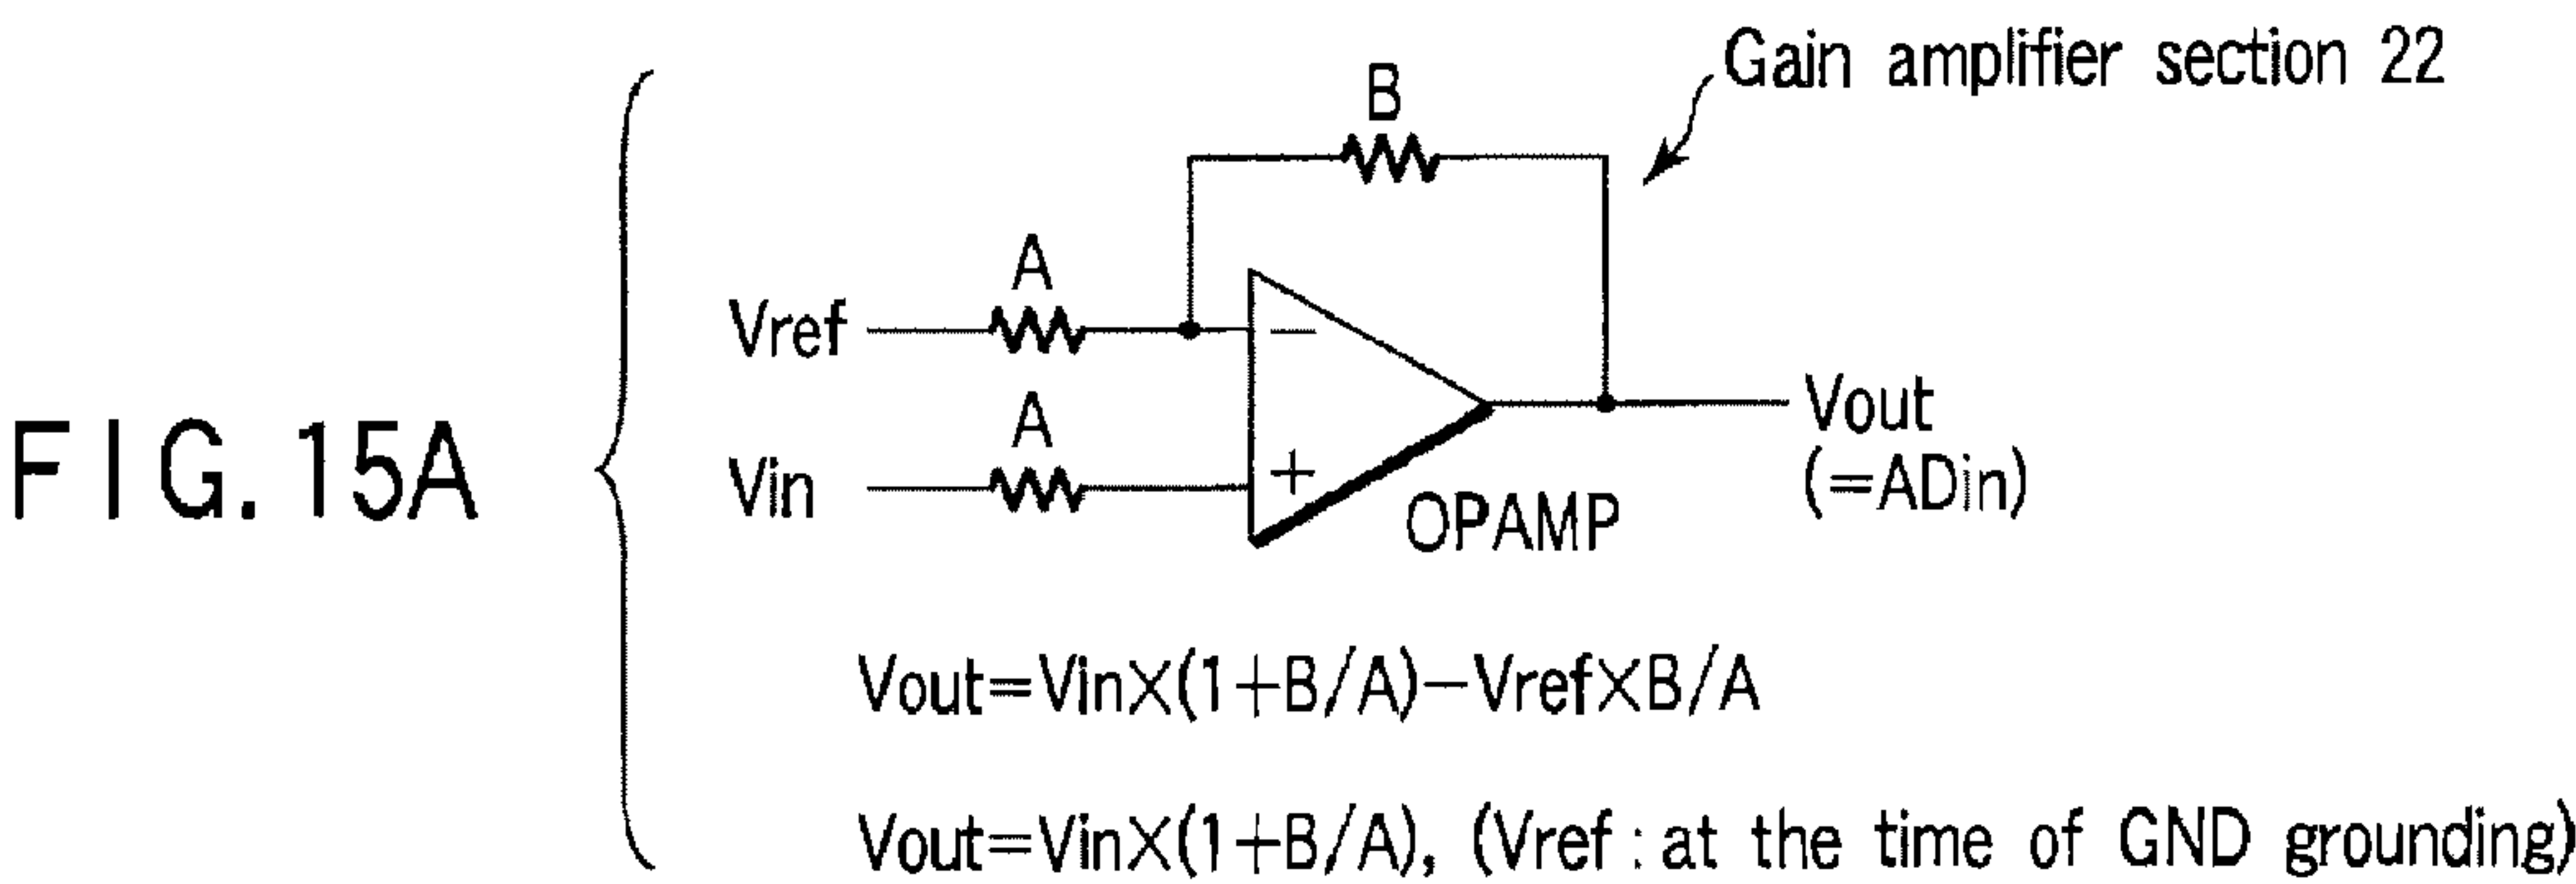 FIG. 15A
Gain amplifier section 22
B
A
Vref
−
A
Vin
+
OPAMP
Vout
(=ADin)
Vout=Vin×(1+B/A)−Vref×B/A
Vout=Vin×(1+B/A), (Vref : at the time of GND grounding)